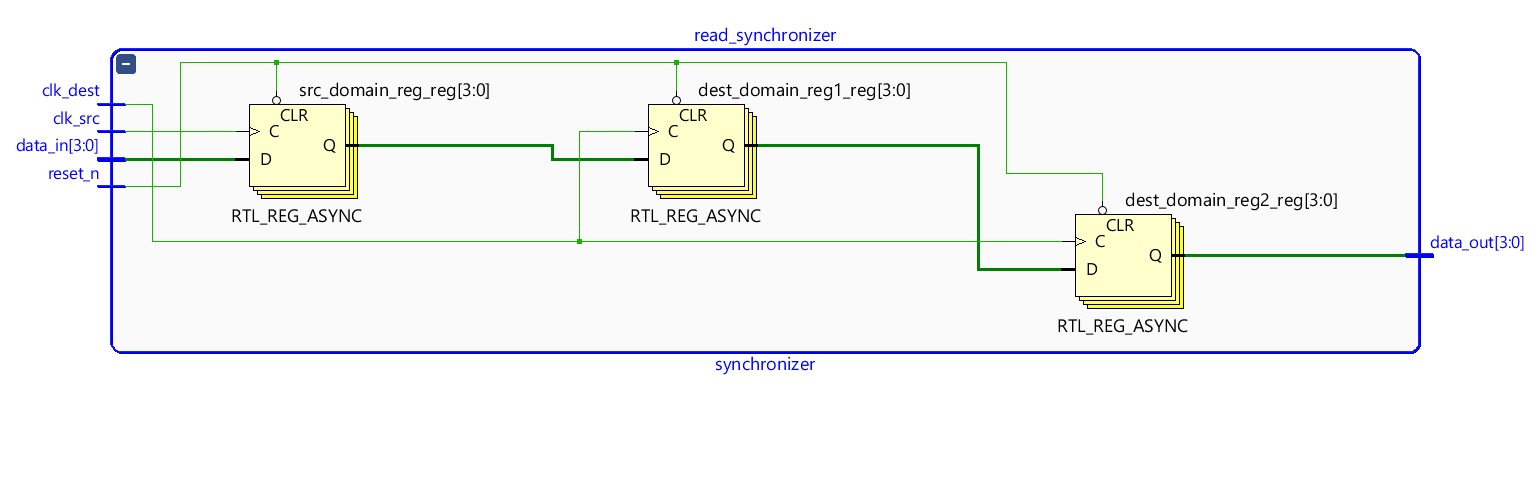 read_synchronizer
clk_dest
clk_src
data_in[3:0]
reset_n
src_domain_reg_reg[3:0]
CLR
C
D
Q
RTL_REG_ASYNC
dest_domain_reg1_reg[3:0]
CLR
C
D
Q
RTL_REG_ASYNC
dest_domain_reg2_reg[3:0]
CLR
C
D
Q
RTL_REG_ASYNC
data_out[3:0]
synchronizer